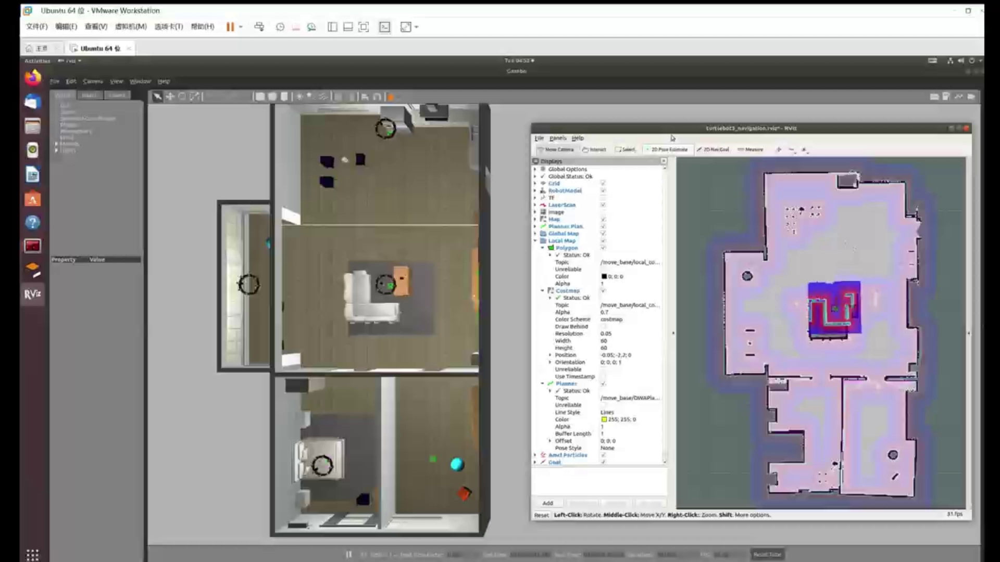 Ubuntu 64 位 - VMware Workstation
文件(F) 编辑(E) 查看(V) 虚拟机(M) 选项卡(T) 帮助(H)
主页
Ubuntu 64 位
Activities
rviz
Tue 04:52
Gazebo
File Edit Camera View Window Help
Property Value
RViz
turtlebot3_navigation.rviz* - RViz
File Panels Help
Move Camera Interact Select 2D Pose Estimate 2D Nav Goal Measure
Displays
Global Options
Global Status: Ok
Grid
RobotModel
TF
LaserScan
Image
Map
Planner Plan
Global Map
Local Map
Polygon
Status: Ok
Topic /move_base/local_co...
Unreliable
Color 0; 0; 0
Alpha 1
Costmap
Status: Ok
Topic /move_base/local_co...
Alpha 0.7
Color Scheme costmap
Draw Behind
Resolution 0.05
Width 60
Height 60
Position -0.05; -2.2; 0
Orientation 0; 0; 0; 1
Unreliable
Use Timestamp
Planner
Status: Ok
Topic /move_base/DWAPla...
Unreliable
Line Style Lines
Color 255; 255; 0
Alpha 1
Buffer Length 1
Offset 0; 0; 0
Pose Style None
Amcl Particles
Goal
Add
Reset Left-Click: Rotate. Middle-Click: Move X/Y. Right-Click:: Zoom. Shift: More options.
31 fps
Reset Time